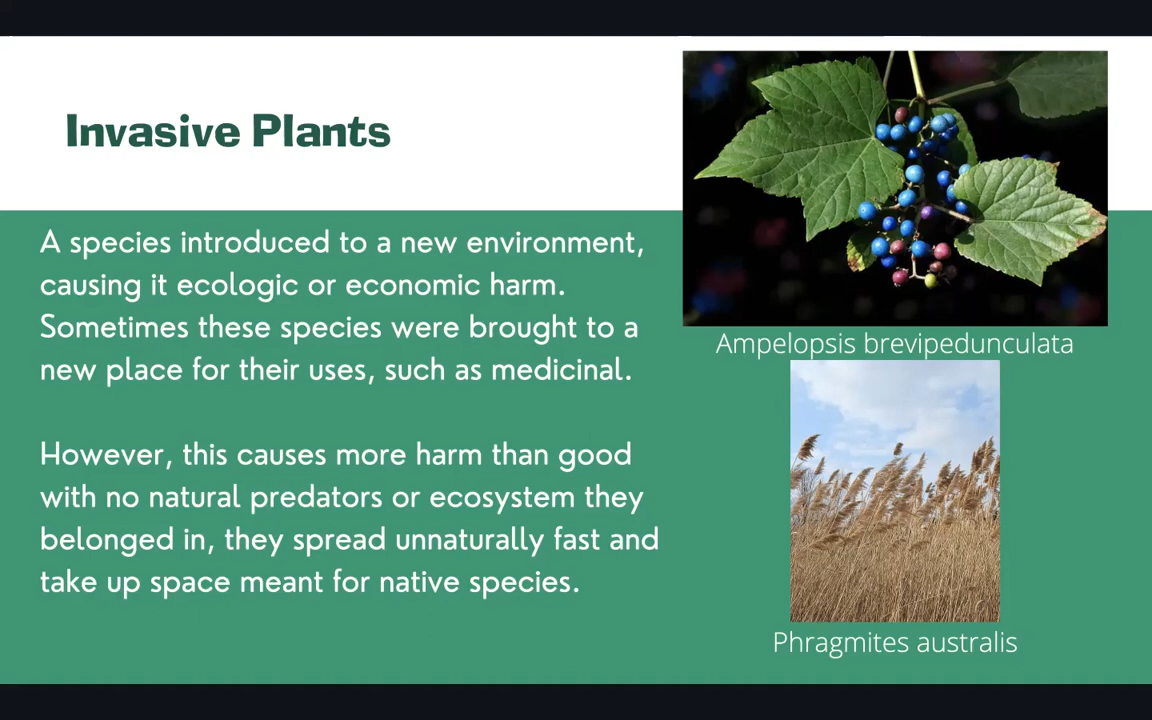 Invasive Plants
A species introduced to a new environment,
causing it ecologic or economic harm.
Sometimes these species were brought to a
new place for their uses, such as medicinal.
However, this causes more harm than good
with no natural predators or ecosystem they
belonged in, they spread unnaturally fast and
take up space meant for native species.
Ampelopsis brevipedunculata
Phragmites australis